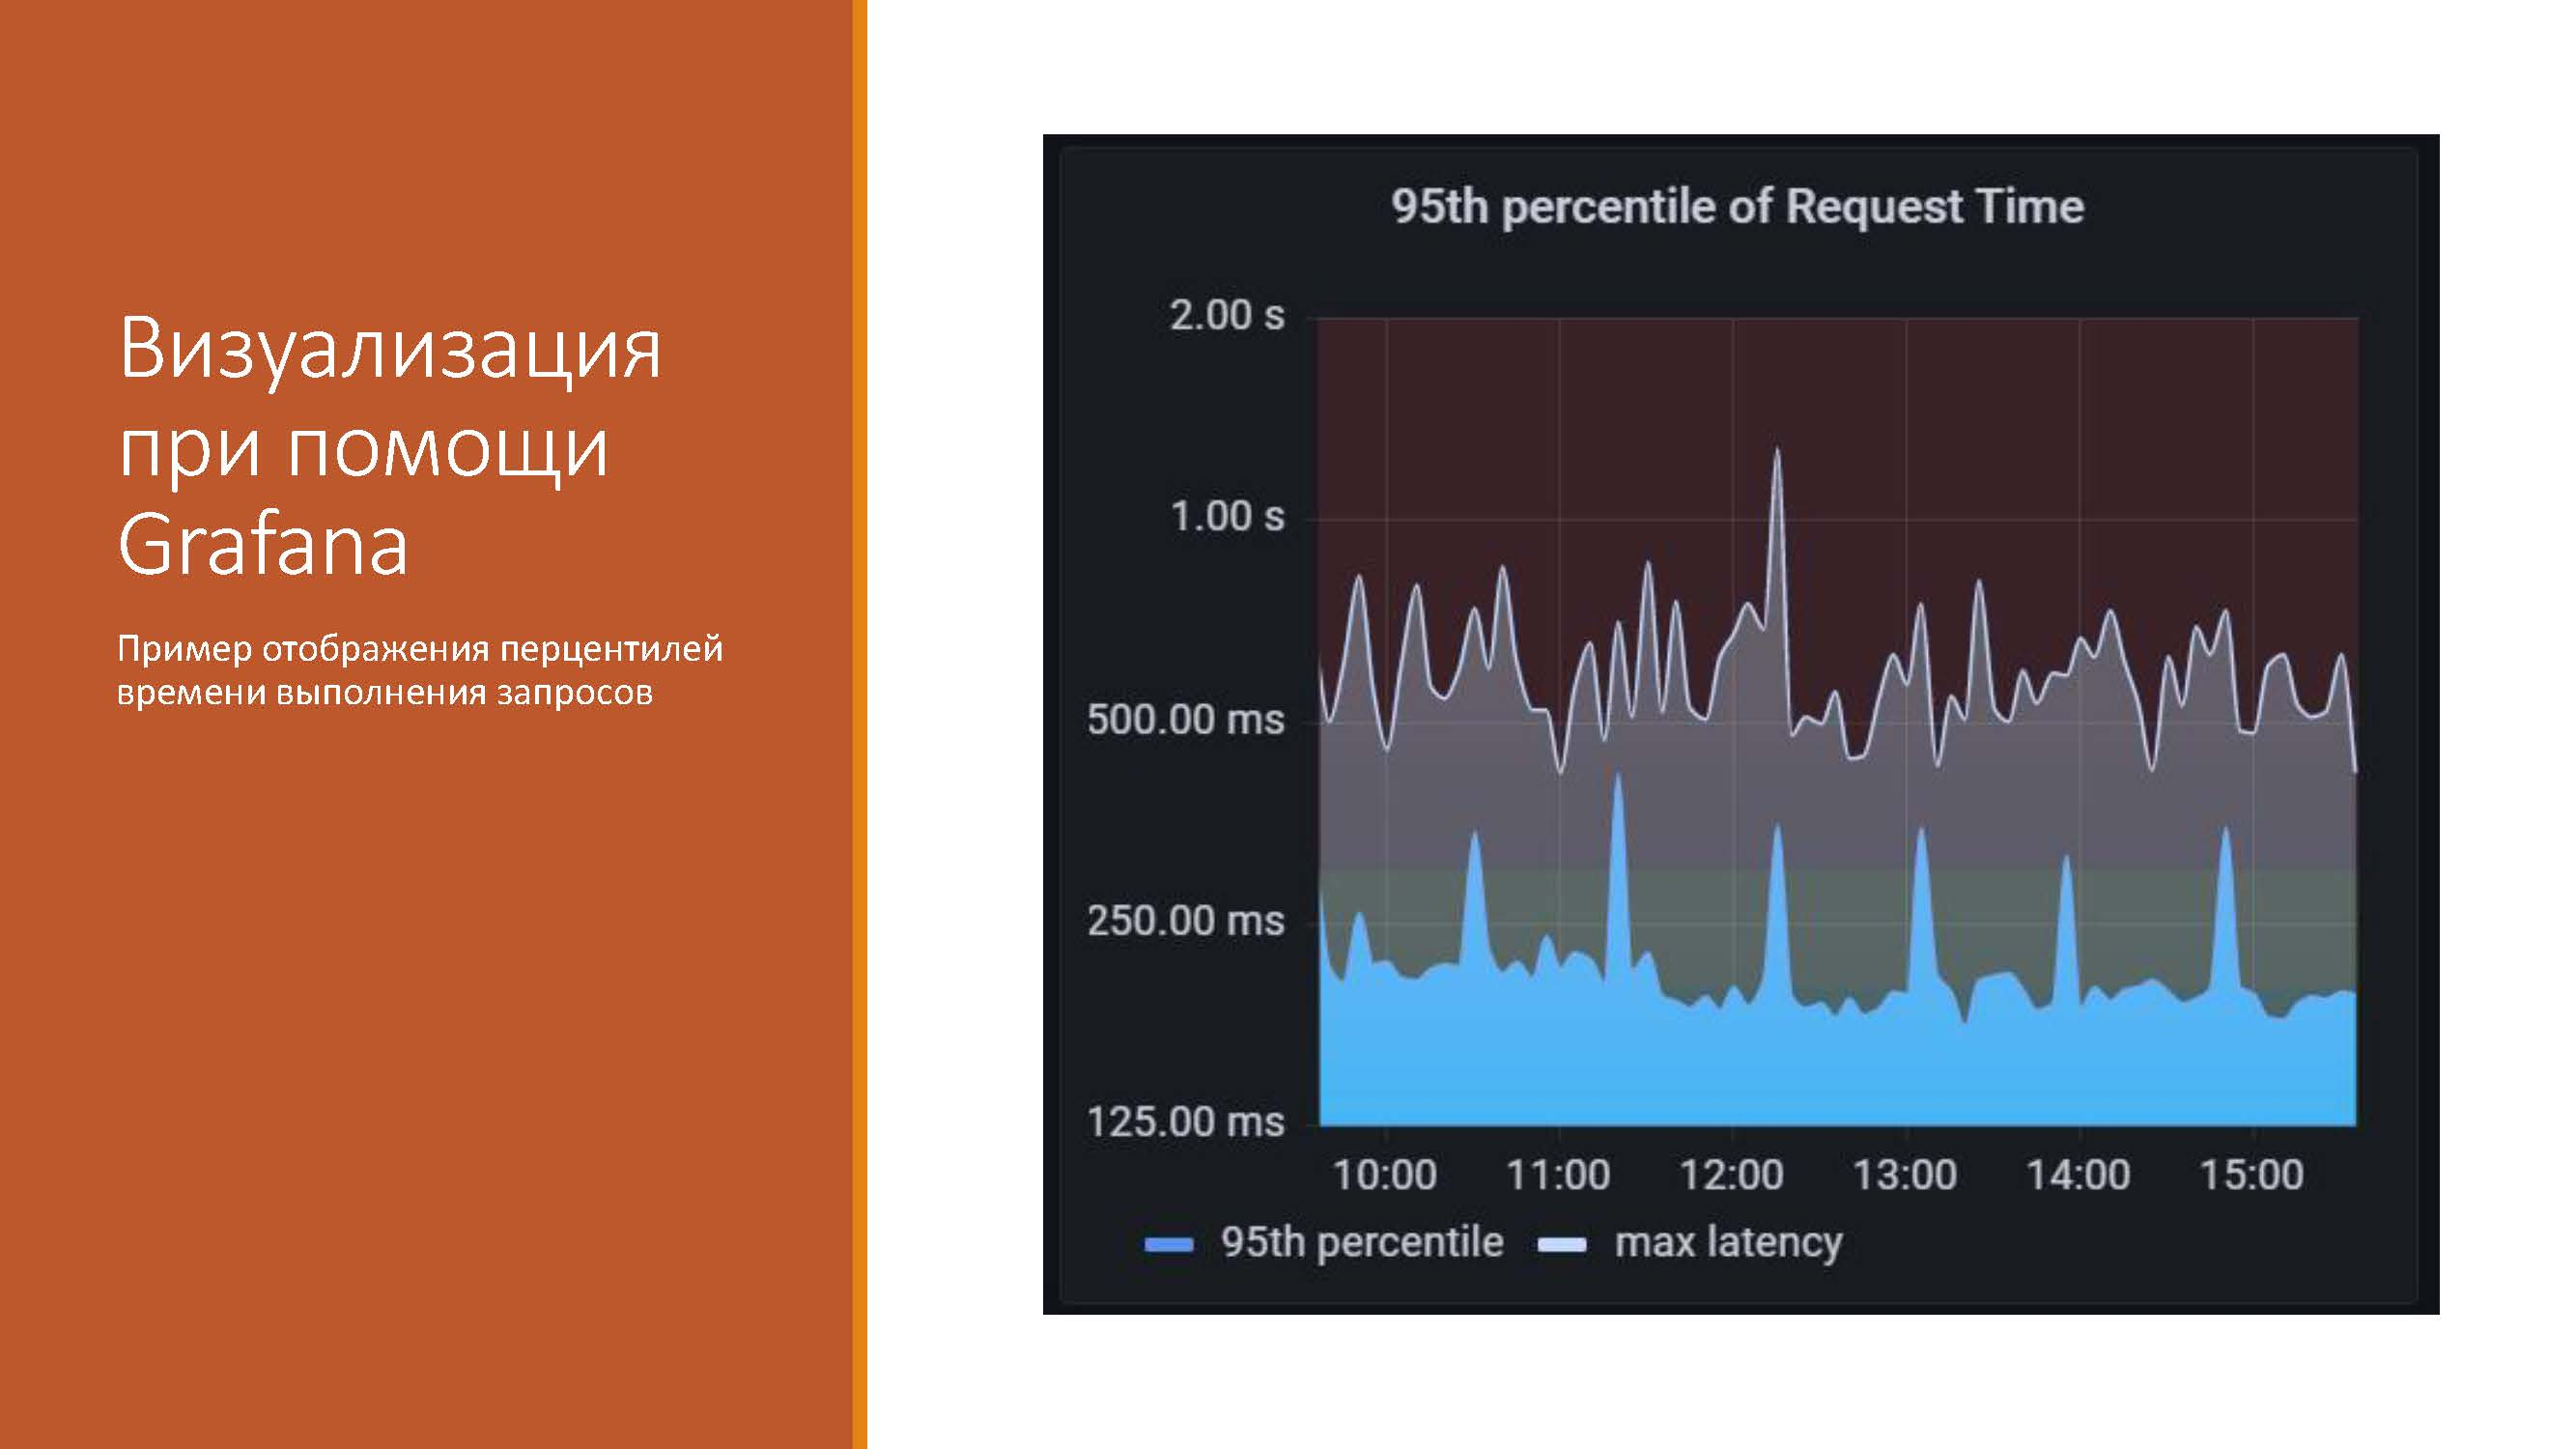 Визуализация
при помощи
Grafana
Пример отображения перцентилей
времени выполнения запросов
95th percentile of Request Time
2.00 s
1.00 s
500.00 ms
250.00 ms
125.00 ms
10:00 11:00 12:00 13:00 14:00 15:00
95th percentile max latency